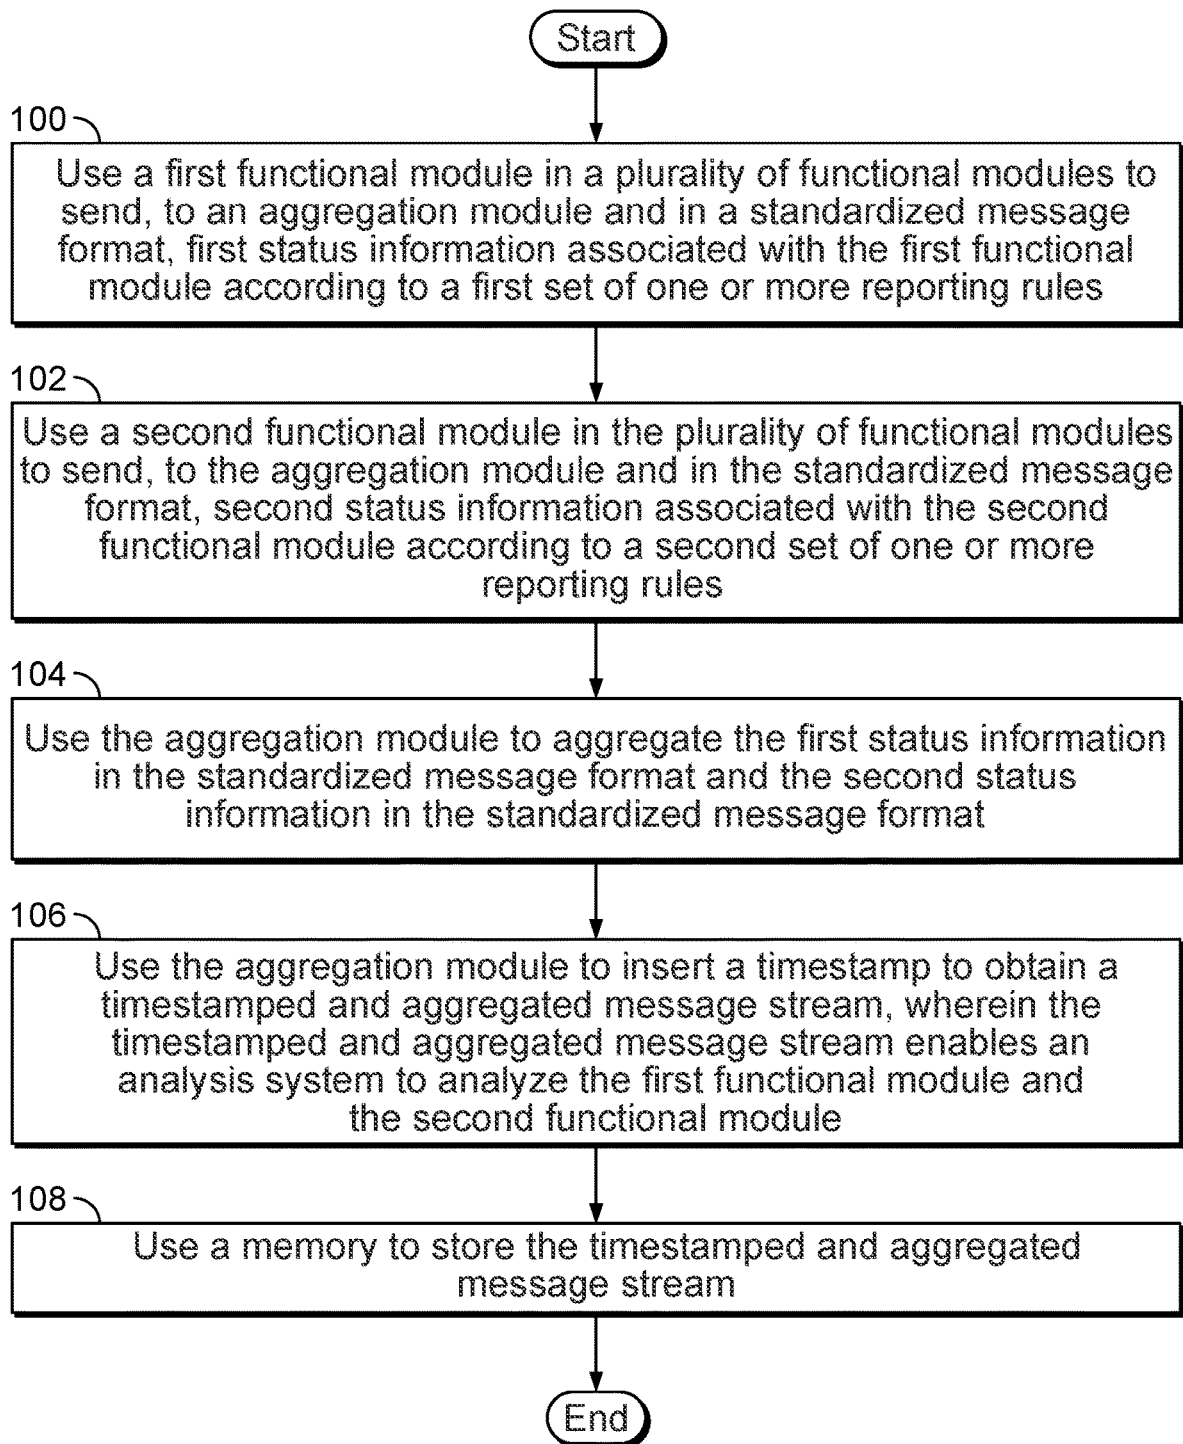 Start
100
Use a first functional module in a plurality of functional modules to
send, to an aggregation module and in a standardized message
format, first status information associated with the first functional
module according to a first set of one or more reporting rules
102
Use a second functional module in the plurality of functional modules
to send, to the aggregation module and in the standardized message
format, second status information associated with the second
functional module according to a second set of one or more
reporting rules
104
Use the aggregation module to aggregate the first status information
in the standardized message format and the second status
information in the standardized message format
106
Use the aggregation module to insert a timestamp to obtain a
timestamped and aggregated message stream, wherein the
timestamped and aggregated message stream enables an
analysis system to analyze the first functional module and
the second functional module
108
Use a memory to store the timestamped and aggregated
message stream
End